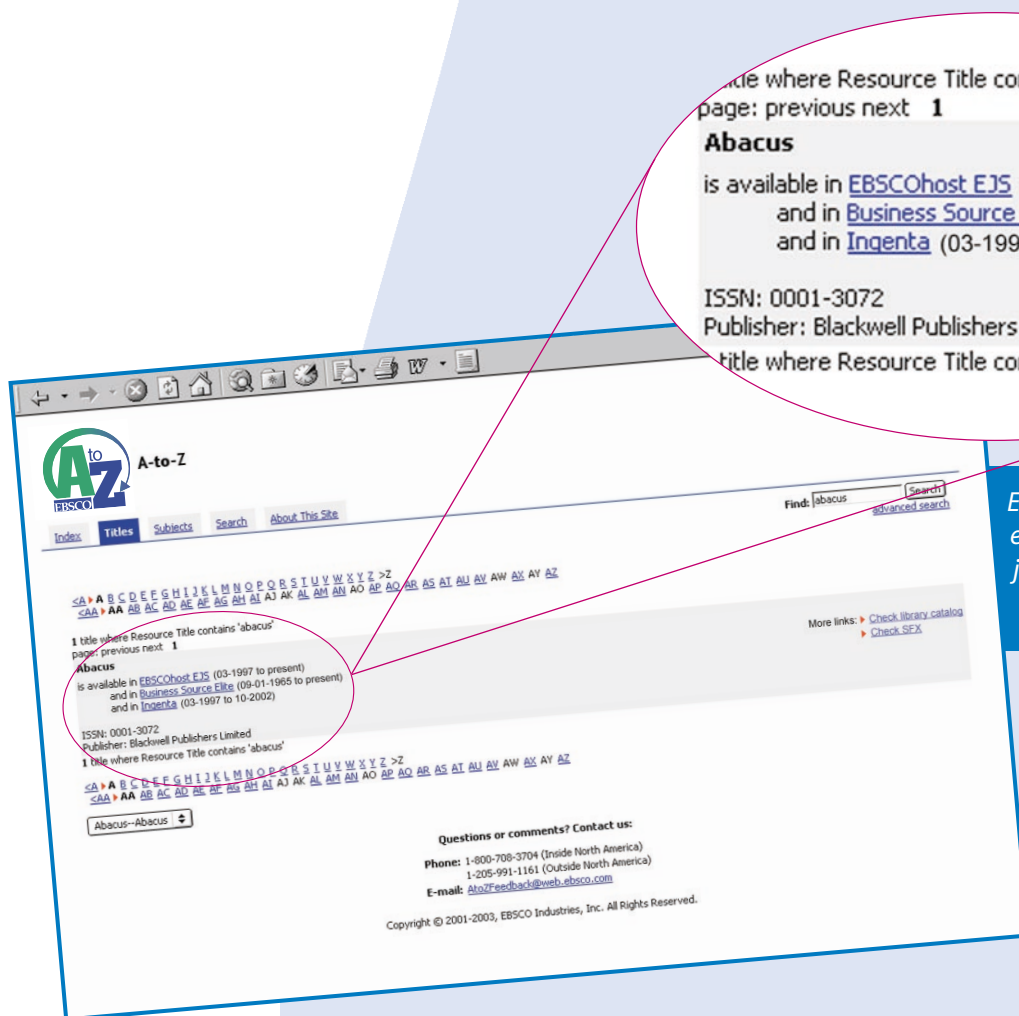 title where Resource Title co
page: previous next 1
Abacus
is available in EBSCOhost EJS
and in Business Source
and in Ingenta (03-199
ISSN: 0001-3072
Publisher: Blackwell Publishers
title where Resource Title co
W
A to Z
EBSCO
A-to-Z
Index Titles Subjects Search About This Site
Find: abacus Search
advanced search
<A A B C D E F G H I J K L M N O P Q R S T U V W X Y Z >Z
<AA AA AB AC AD AE AF AG AH AI AJ AK AL AM AN AO AP AQ AR AS AT AU AV AW AX AY AZ
1 title where Resource Title contains 'abacus'
page: previous next 1
Abacus
is available in EBSCOhost EJS (03-1997 to present)
and in Business Source Elite (09-01-1965 to present)
and in Ingenta (03-1997 to 10-2002)
More links: Check library catalog
Check SFX
ISSN: 0001-3072
Publisher: Blackwell Publishers Limited
1 title where Resource Title contains 'abacus'
<A A B C D E F G H I J K L M N O P Q R S T U V W X Y Z >Z
<AA AA AB AC AD AE AF AG AH AI AJ AK AL AM AN AO AP AQ AR AS AT AU AV AW AX AY AZ
Abacus--Abacus
Questions or comments? Contact us:
Phone: 1-800-708-3704 (Inside North America)
1-205-991-1161 (Outside North America)
E-mail: AtoZFeedback@web.ebsco.com
Copyright © 2001-2003, EBSCO Industries, Inc. All Rights Reserved.